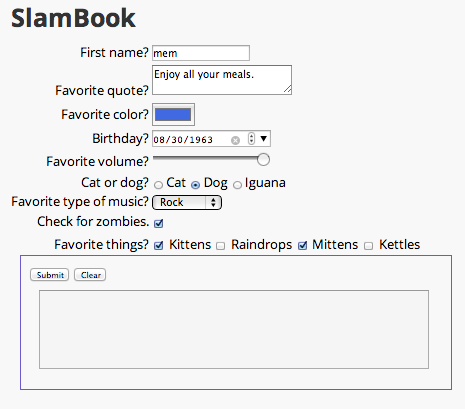 SlamBook
First name? mem
Enjoy all your meals.
Favorite quote?
Favorite color?
Birthday? 08/30/1963
Favorite volume?
Cat or dog? Cat Dog Iguana
Favorite type of music? Rock
Check for zombies.
Favorite things? Kittens Raindrops Mittens Kettles
Submit Clear